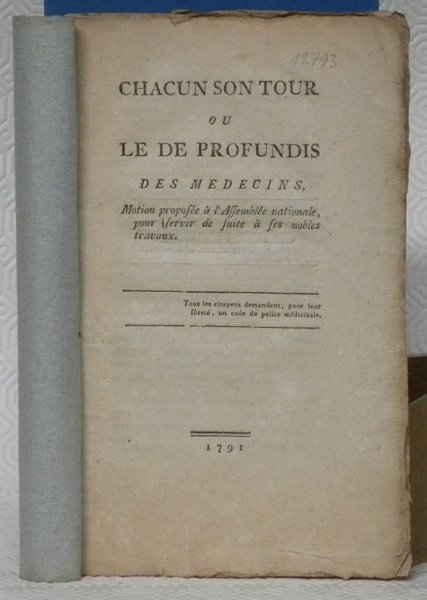 12793
CHACUN SON TOUR
OU
LE DE PROFUNDIS
DES MEDECINS,
Motion proposée à l'Aſſemblée nationale,
pour ſervir de ſuite à ſes nobles
travaux.
Tous les citoyens demandent, pour leur
ſûreté, un code de police médicinale.
1791